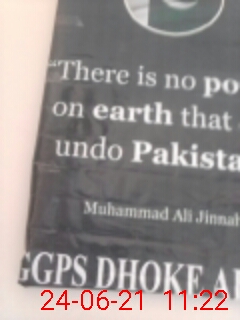 "There is no po
on earth that
undo Pakista
Muhammad Ali Jinnah
GGPS DHOKE A
24-06-21 11:22